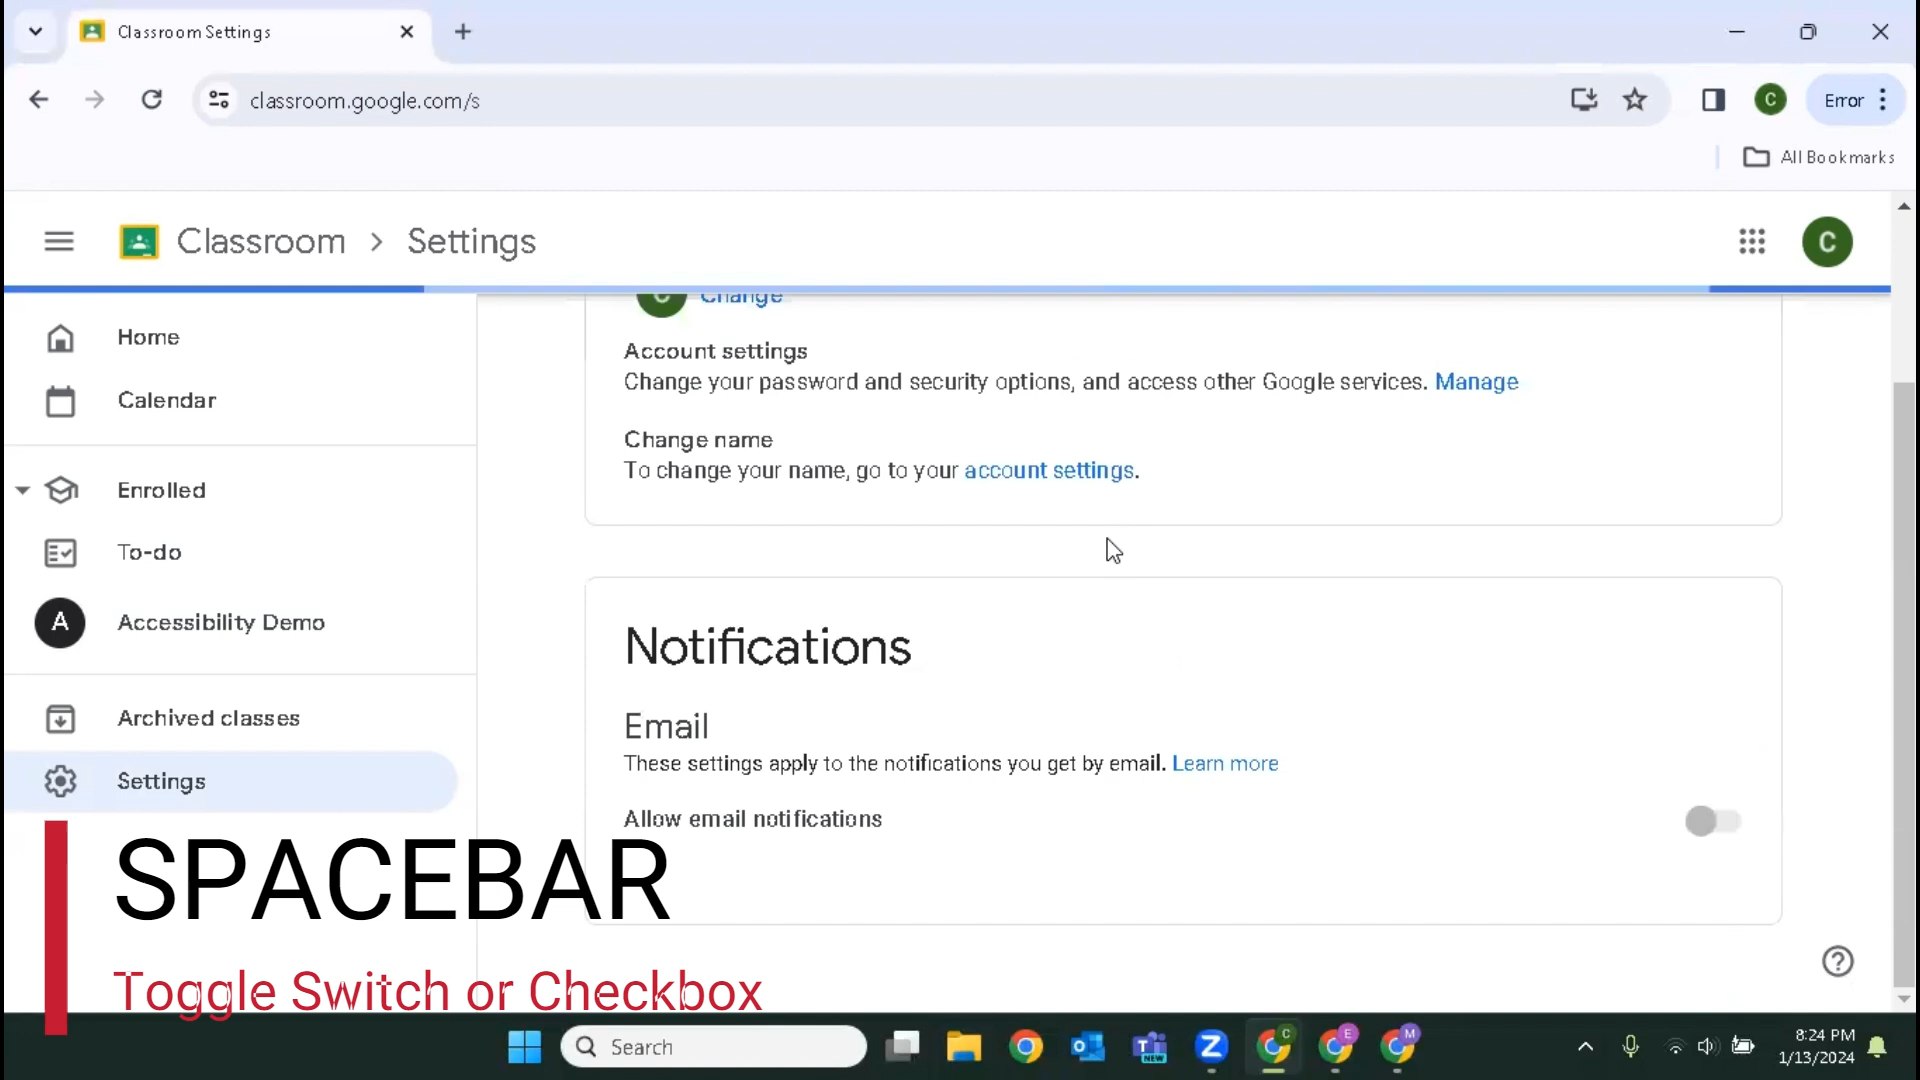 Classroom Settings
classroom.google.com/s
C
Error
All Bookmarks
Classroom > Settings
C
Home
Calendar
Enrolled
To-do
A
Accessibility Demo
Archived classes
Settings
C Change
Account settings
Change your password and security options, and access other Google services. Manage
Change name
To change your name, go to your account settings.
Notifications
Email
These settings apply to the notifications you get by email. Learn more
Allow email notifications
SPACEBAR
Toggle Switch or Checkbox
Search
T
NEW
Z
C
E
M
8:24 PM
1/13/2024